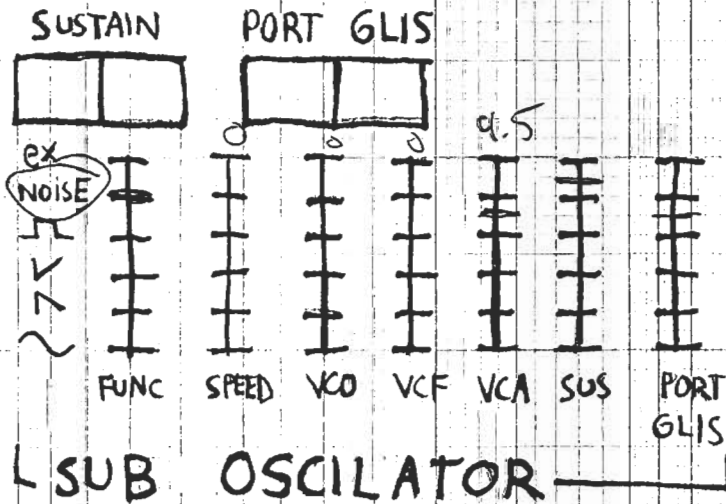 SUSTAIN PORT GLIS
0 0 0 9.5
ex
NOISE
FUNC SPEED VCO VCF VCA SUS PORT
GLIS
SUB OSCILATOR